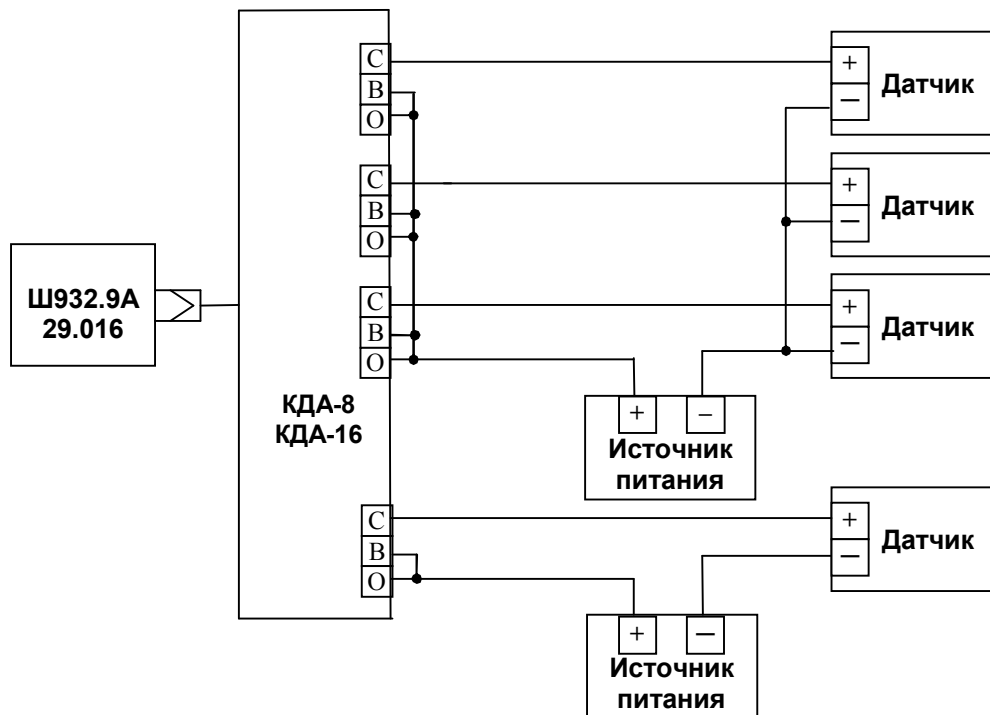 С
В
О
+
—
Датчик
С
В
О
+
—
Датчик
Ш932.9А
29.016
С
В
О
+
—
Датчик
КДА-8
КДА-16
+ –
Источник
питания
С
В
О
+
—
Датчик
+ —
Источник
питания